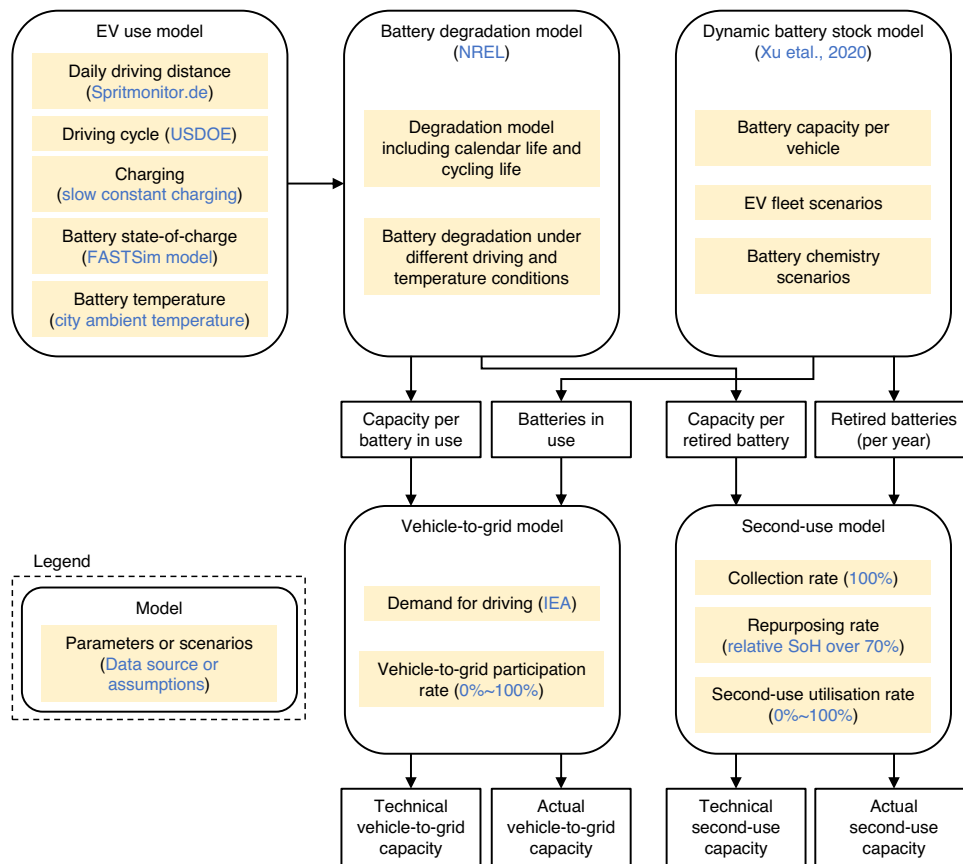 EV use model
Daily driving distance
(Spritmonitor.de)
Driving cycle (USDOE)
Charging
(slow constant charging)
Battery state-of-charge
(FASTSim model)
Battery temperature
(city ambient temperature)
Battery degradation model
(NREL)
Degradation model
including calendar life and
cycling life
Battery degradation under
different driving and
temperature conditions
Dynamic battery stock model
(Xu etal., 2020)
Battery capacity per
vehicle
EV fleet scenarios
Battery chemistry
scenarios
Capacity per
battery in use
Batteries in
use
Capacity per
retired battery
Retired batteries
(per year)
Vehicle-to-grid model
Demand for driving (IEA)
Vehicle-to-grid participation
rate (0%~100%)
Second-use model
Collection rate (100%)
Repurposing rate
(relative SoH over 70%)
Second-use utilisation rate
(0%~100%)
Legend
Model
Parameters or scenarios
(Data source or
assumptions)
Technical
vehicle-to-grid
capacity
Actual
vehicle-to-grid
capacity
Technical
second-use
capacity
Actual
second-use
capacity